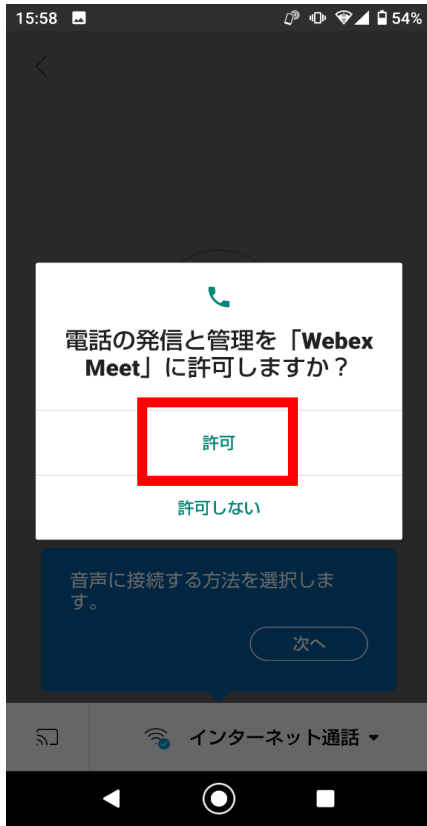 15:58
54%
電話の発信と管理を「Webex
Meet」に許可しますか？
許可
許可しない
音声に接続する方法を選択しま
す。
次へ
インターネット通話